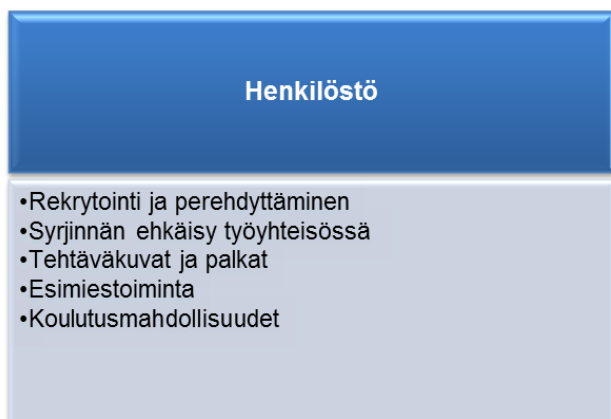 Henkilöstö
•Rekrytointi ja perehdyttäminen
•Syrjinnän ehkäisy työyhteisössä
•Tehtäväkuvat ja palkat
•Esimiestoiminta
•Koulutusmahdollisuudet